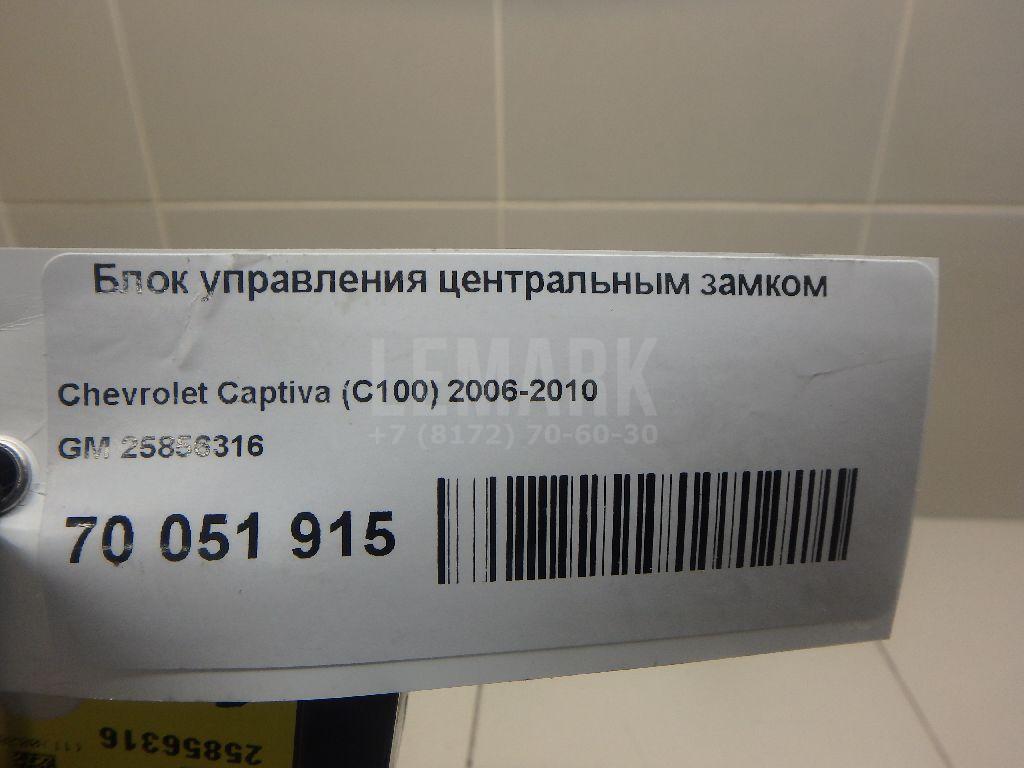 Блок управления центральным замком
LEMARK
Chevrolet Captiva (C100) 2006-2010
+7 (8172) 70-60-30
GM 25856316
70 051 915
25856316